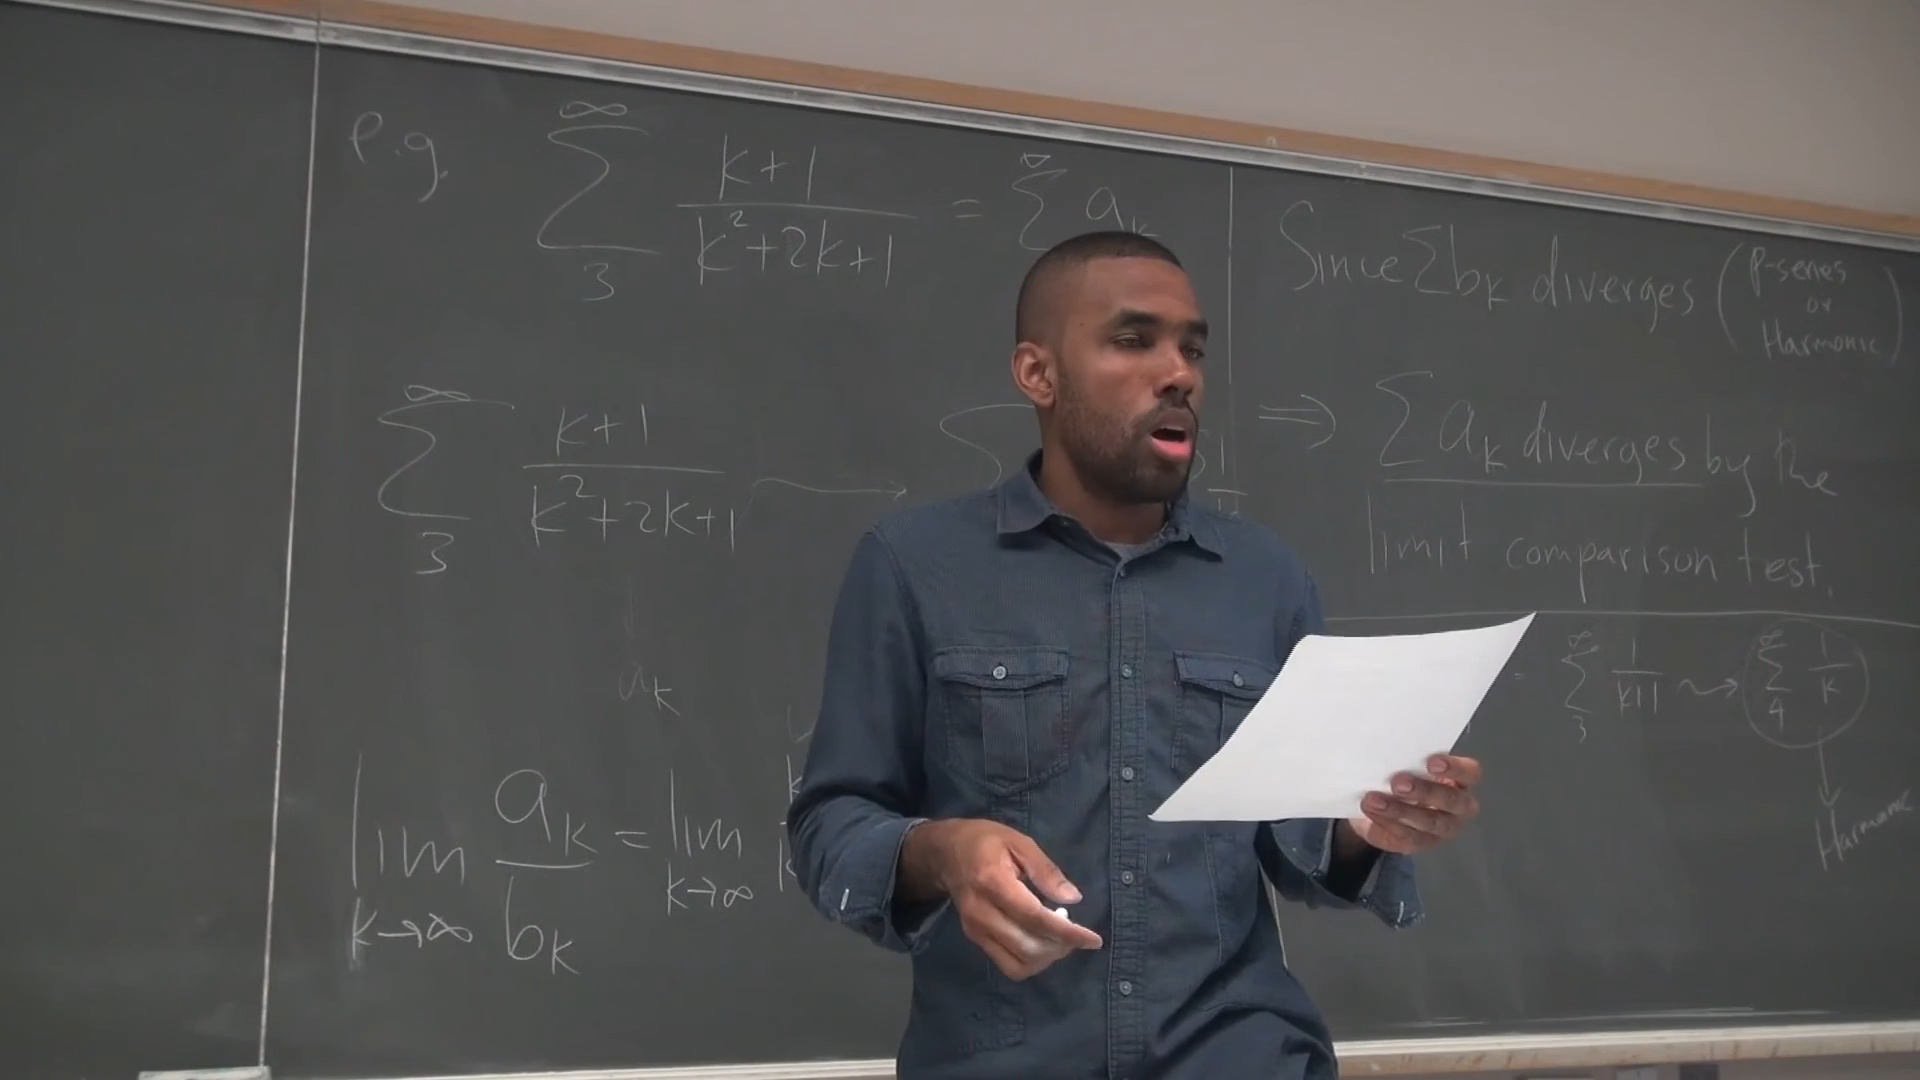 e.g. ∞ ∑ 3 k+1 / k²+2k+1 = ∞ ∑ a_k
∞ ∑ 3 k+1 / k²+2k+1 → ∑
a_k
lim k→∞ a_k / b_k = lim k→∞
Since ∑ b_k diverges (P-series or Harmonic)
⇒ ∑ a_k diverges by the
limit comparison test.
= ∞ ∑ 3 1 / k+1 ⇝ ∞ ∑ 4 1 / k
Harmonic